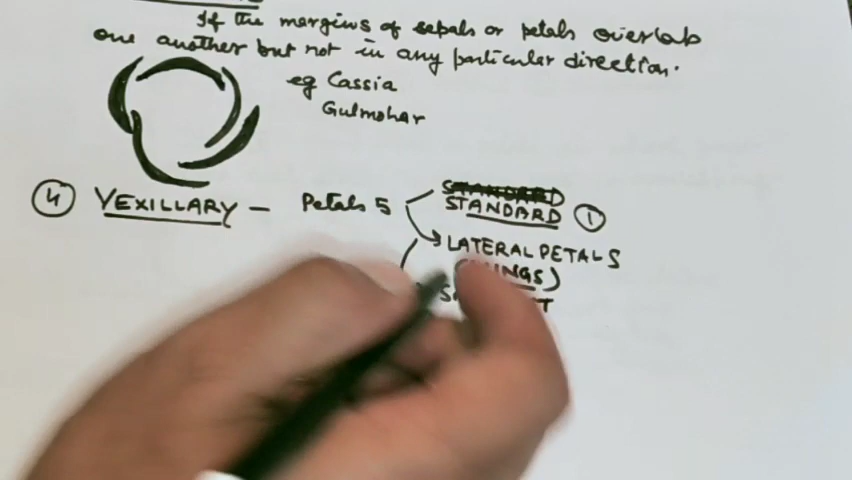 If the margins of sepals or petals overlab
one another but not in any particular direction.
eg Cassia
Gulmohar
4 VEXILLARY - Petals 5
STANDARD
STANDARD 1
LATERAL PETALS